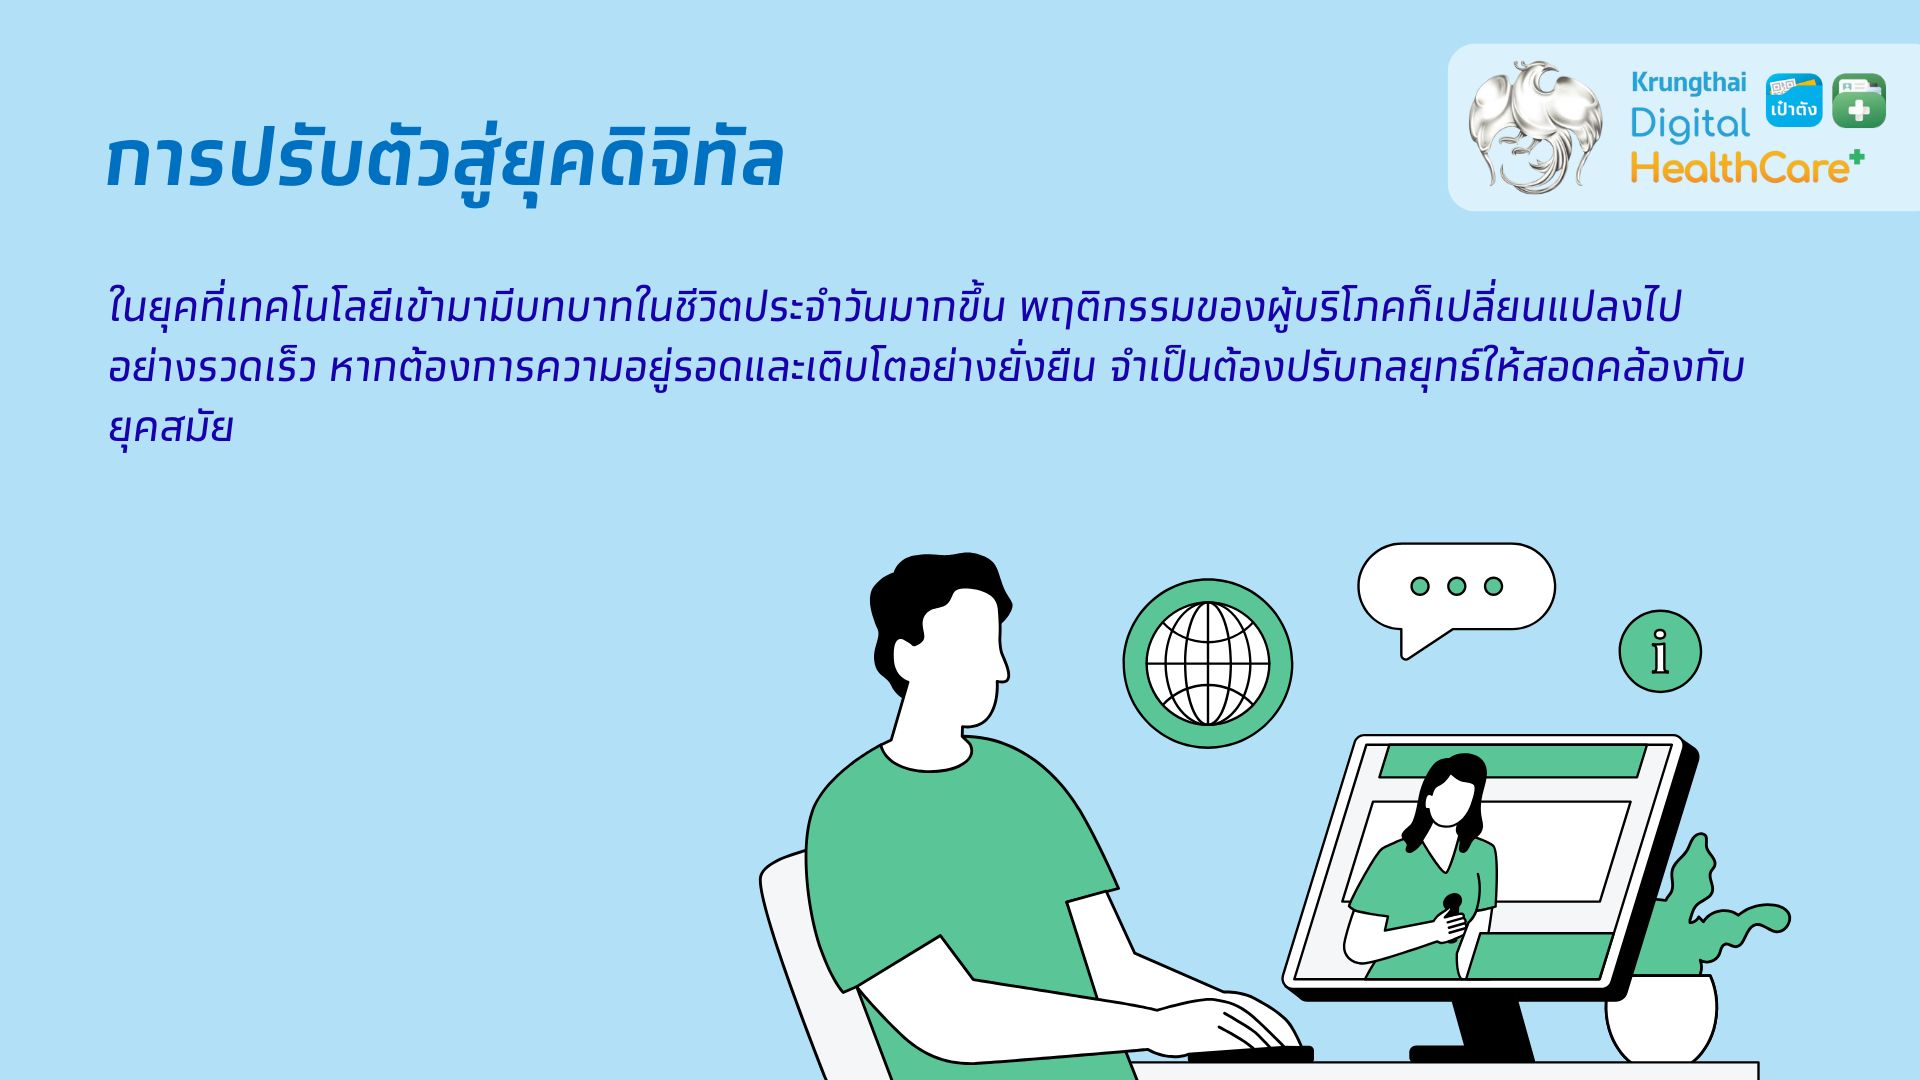 การปรับตัวสู่ยุคดิจิทัล
Krungthai
Digital
HealthCare+
เป๋าตัง
ในยุคที่เทคโนโลยีเข้ามามีบทบาทในชีวิตประจำวันมากขึ้น พฤติกรรมของผู้บริโภคก็เปลี่ยนแปลงไป
อย่างรวดเร็ว หากต้องการความอยู่รอดและเติบโตอย่างยั่งยืน จำเป็นต้องปรับกลยุทธ์ให้สอดคล้องกับ
ยุคสมัย
i